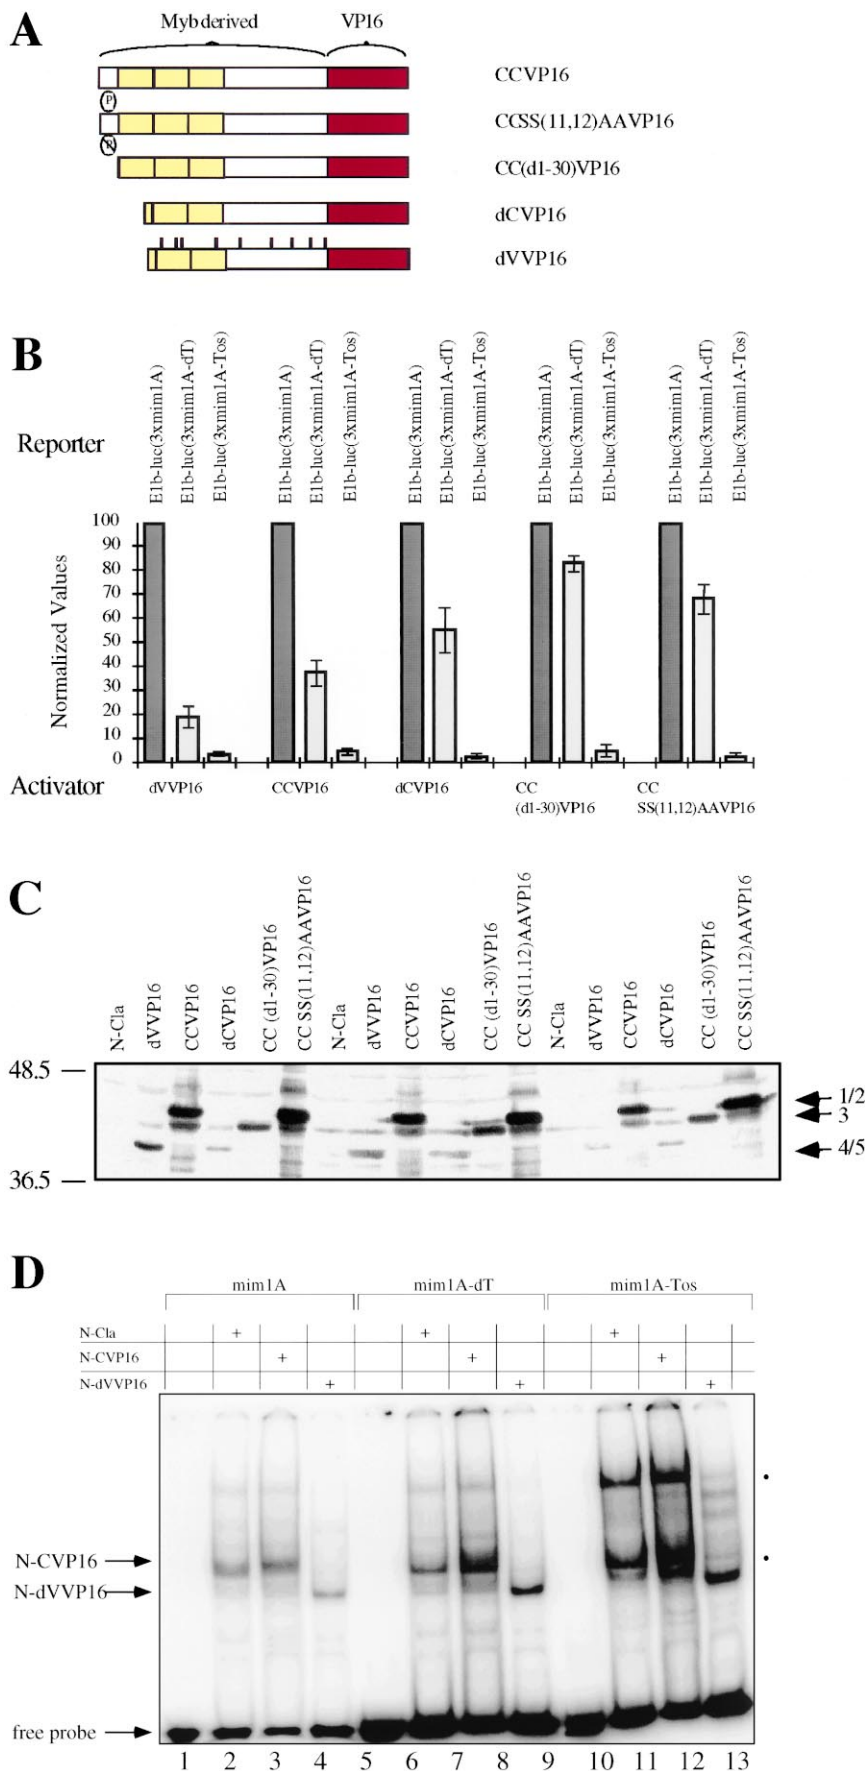 A
Myb derived VP16
CCVP16
P
CCSS(11,12)AAVP16
P
CC(d1-30)VP16
dCVP16
dVVP16
B
Reporter
E1b-luc(3xmim1A) E1b-luc(3xmim1A-dT) E1b-luc(3xmim1A-Tos) E1b-luc(3xmim1A) E1b-luc(3xmim1A-dT) E1b-luc(3xmim1A-Tos) E1b-luc(3xmim1A) E1b-luc(3xmim1A-dT) E1b-luc(3xmim1A-Tos) E1b-luc(3xmim1A) E1b-luc(3xmim1A-dT) E1b-luc(3xmim1A-Tos) E1b-luc(3xmim1A) E1b-luc(3xmim1A-dT) E1b-luc(3xmim1A-Tos)
Normalized Values
100
90
80
70
60
50
40
30
20
10
0
Activator dVVP16 CCVP16 dCVP16 CC CC
(d1-30)VP16 SS(11,12)AAVP16
C
N-Cla dVVP16 CCVP16 dCVP16 CC (d1-30)VP16 CC SS(11,12)AAVP16 N-Cla dVVP16 CCVP16 dCVP16 CC (d1-30)VP16 CC SS(11,12)AAVP16 N-Cla dVVP16 CCVP16 dCVP16 CC (d1-30)VP16 CC SS(11,12)AAVP16
48.5
1/2
3
4/5
36.5
D
mim1A mim1A-dT mim1A-Tos
N-Cla + + +
N-CVP16 + + +
N-dVVP16 + + +
N-CVP16
N-dVVP16
free probe
1 2 3 4 5 6 7 8 9 10 11 12 13